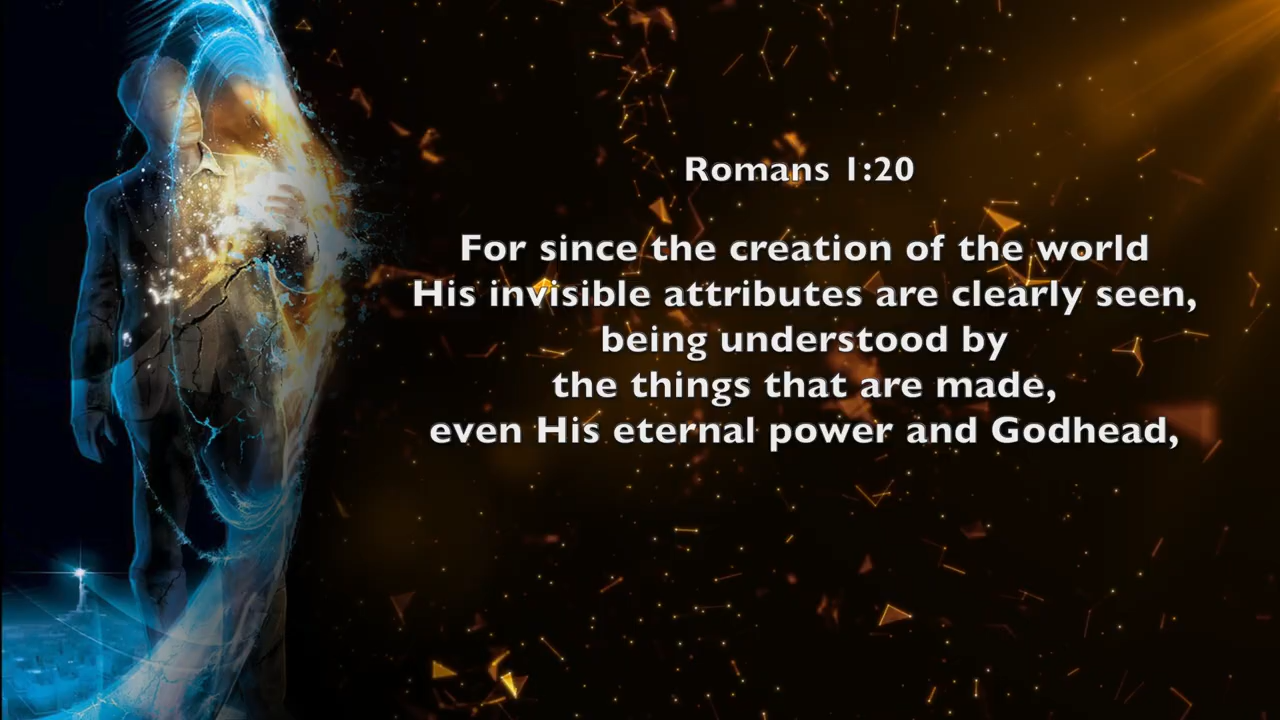 Romans 1:20
For since the creation of the world
His invisible attributes are clearly seen,
being understood by
the things that are made,
even His eternal power and Godhead,